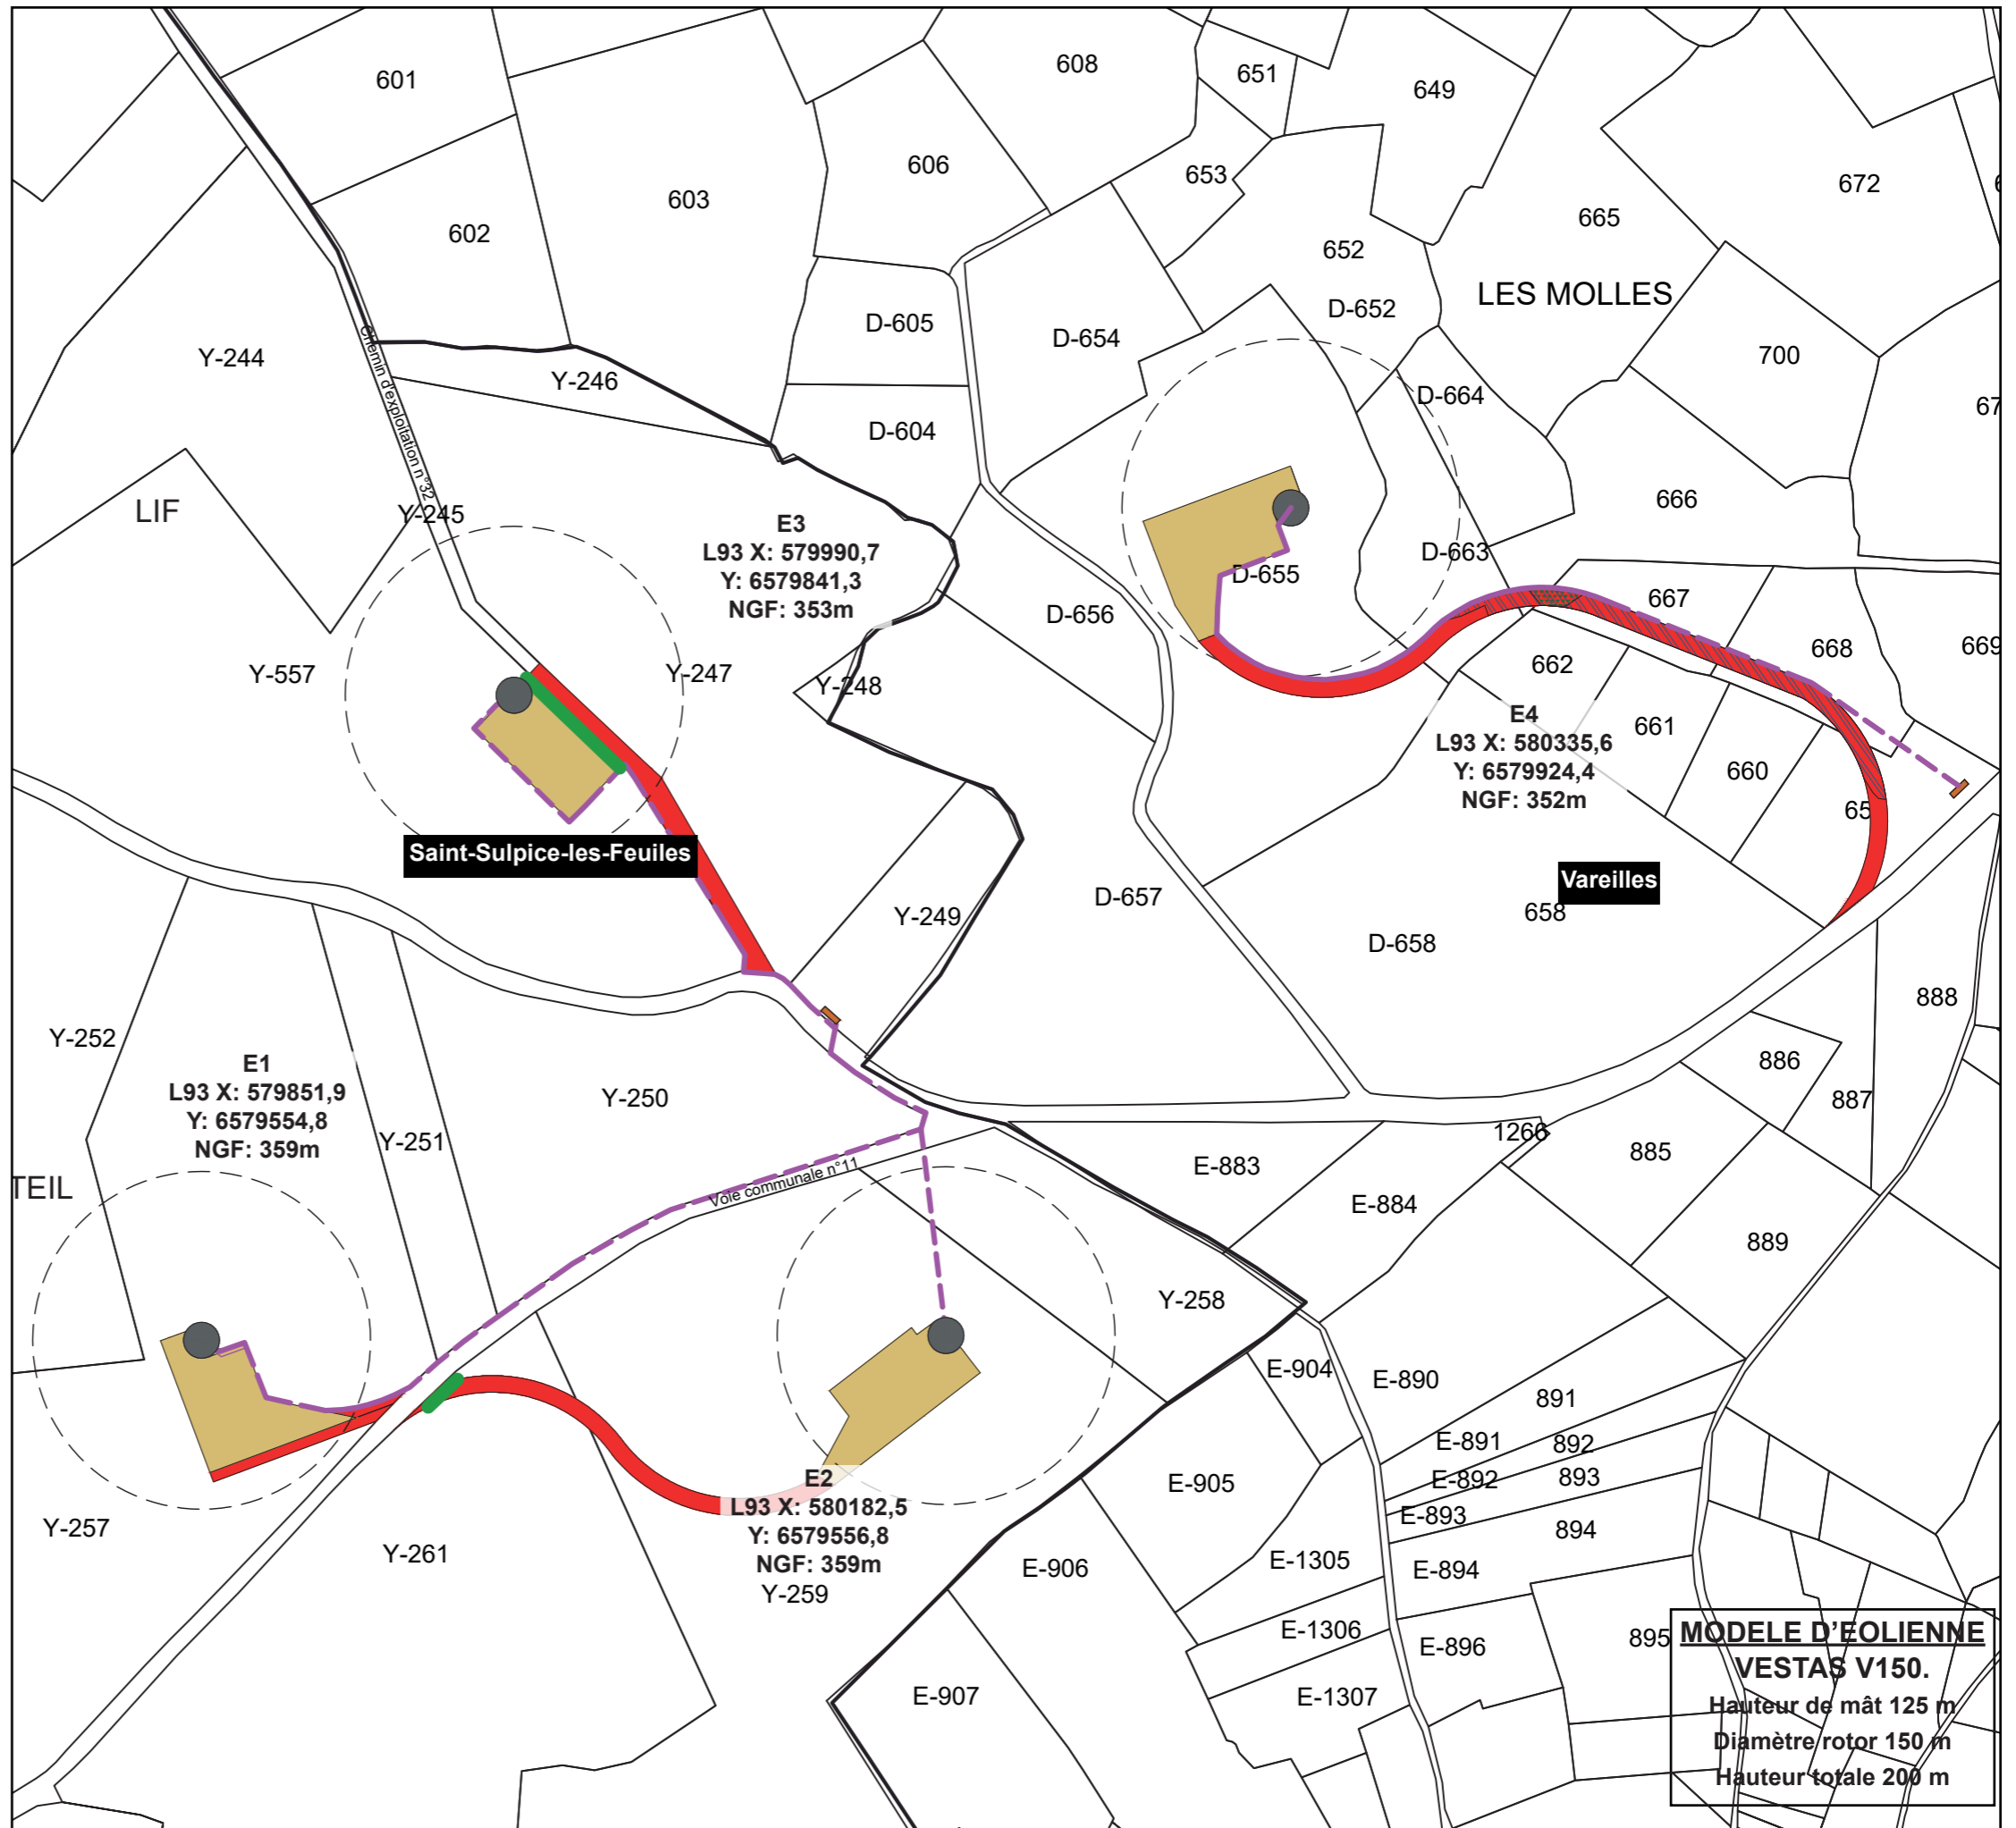 601
608
651
649
606
653
672
603
665
602
652
LES MOLLES
D-652
D-605
D-654
Y-244
700
Chemin d'exploitation n°32
Y-246
D-664
67
D-604
LIF
666
Y-245
E3
L93 X: 579990,7
Y: 6579841,3
NGF: 353m
D-663
D-655
667
D-656
668
669
662
Y-557
Y-247
Y-248
E4
L93 X: 580335,6
Y: 6579924,4
NGF: 352m
661
660
65
Saint-Sulpice-les-Feuiles
Vareilles
D-657
Y-249
658
D-658
888
Y-252
886
E1
L93 X: 579851,9
Y: 6579554,8
NGF: 359m
Y-250
887
1266
Y-251
885
E-883
Voie communale n°11
TEIL
E-884
889
Y-258
E-904
E-890
891
E-891
892
E-892
893
E-905
E2
L93 X: 580182,5
Y: 6579556,8
NGF: 359m
E-893
Y-257
894
Y-261
E-1305
E-906
E-894
Y-259
E-1306
895
E-896
E-907
E-1307
MODELE D'EOLIENNE
VESTAS V150.
Hauteur de mât 125 m
Diamètre rotor 150 m
Hauteur totale 200 m